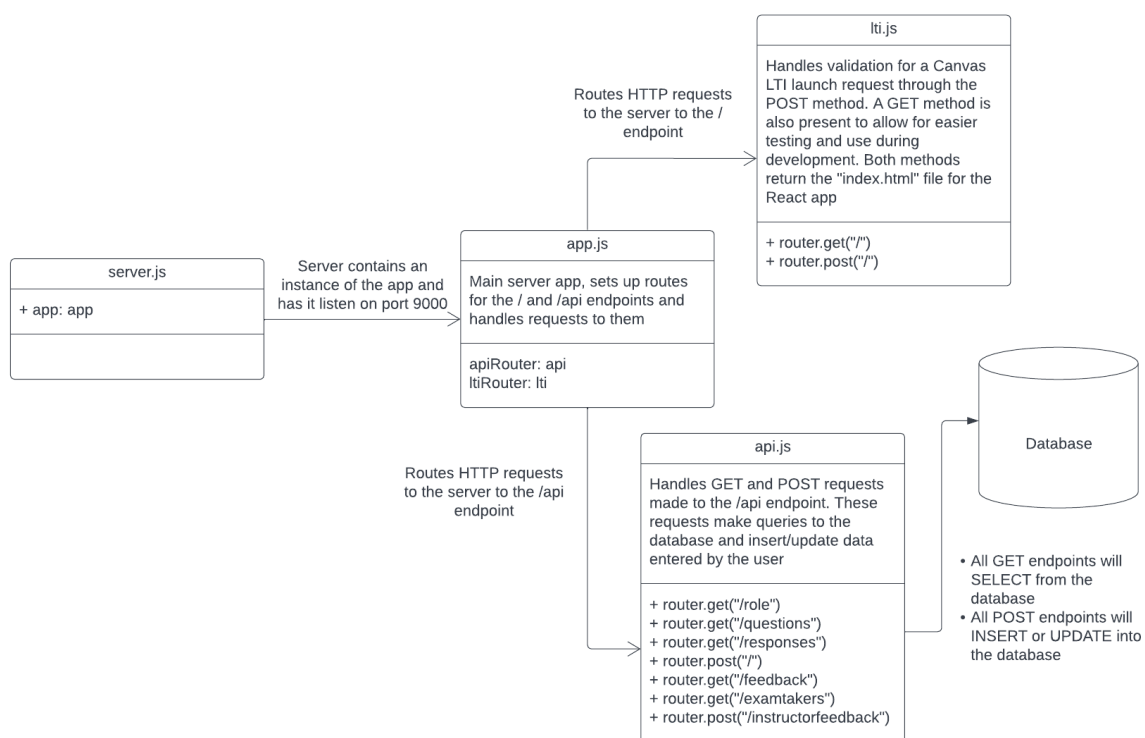 lti.js
Handles validation for a Canvas
LTI launch request through the
POST method. A GET method is
also present to allow for easier
testing and use during
development. Both methods
return the "index.html" file for the
React app
+ router.get("/")
+ router.post("/")
Routes HTTP requests
to the server to the /
endpoint
server.js
+ app: app
Server contains an
instance of the app and
has it listen on port 9000
app.js
Main server app, sets up routes
for the / and /api endpoints and
handles requests to them
apiRouter: api
ltiRouter: lti
Routes HTTP requests
to the server to the /api
endpoint
api.js
Handles GET and POST requests
made to the /api endpoint. These
requests make queries to the
database and insert/update data
entered by the user
+ router.get("/role")
+ router.get("/questions")
+ router.get("/responses")
+ router.post("/")
+ router.get("/feedback")
+ router.get("/examtakers")
+ router.post("/instructorfeedback")
Database
• All GET endpoints will
SELECT from the
database
• All POST endpoints will
INSERT or UPDATE into
the database